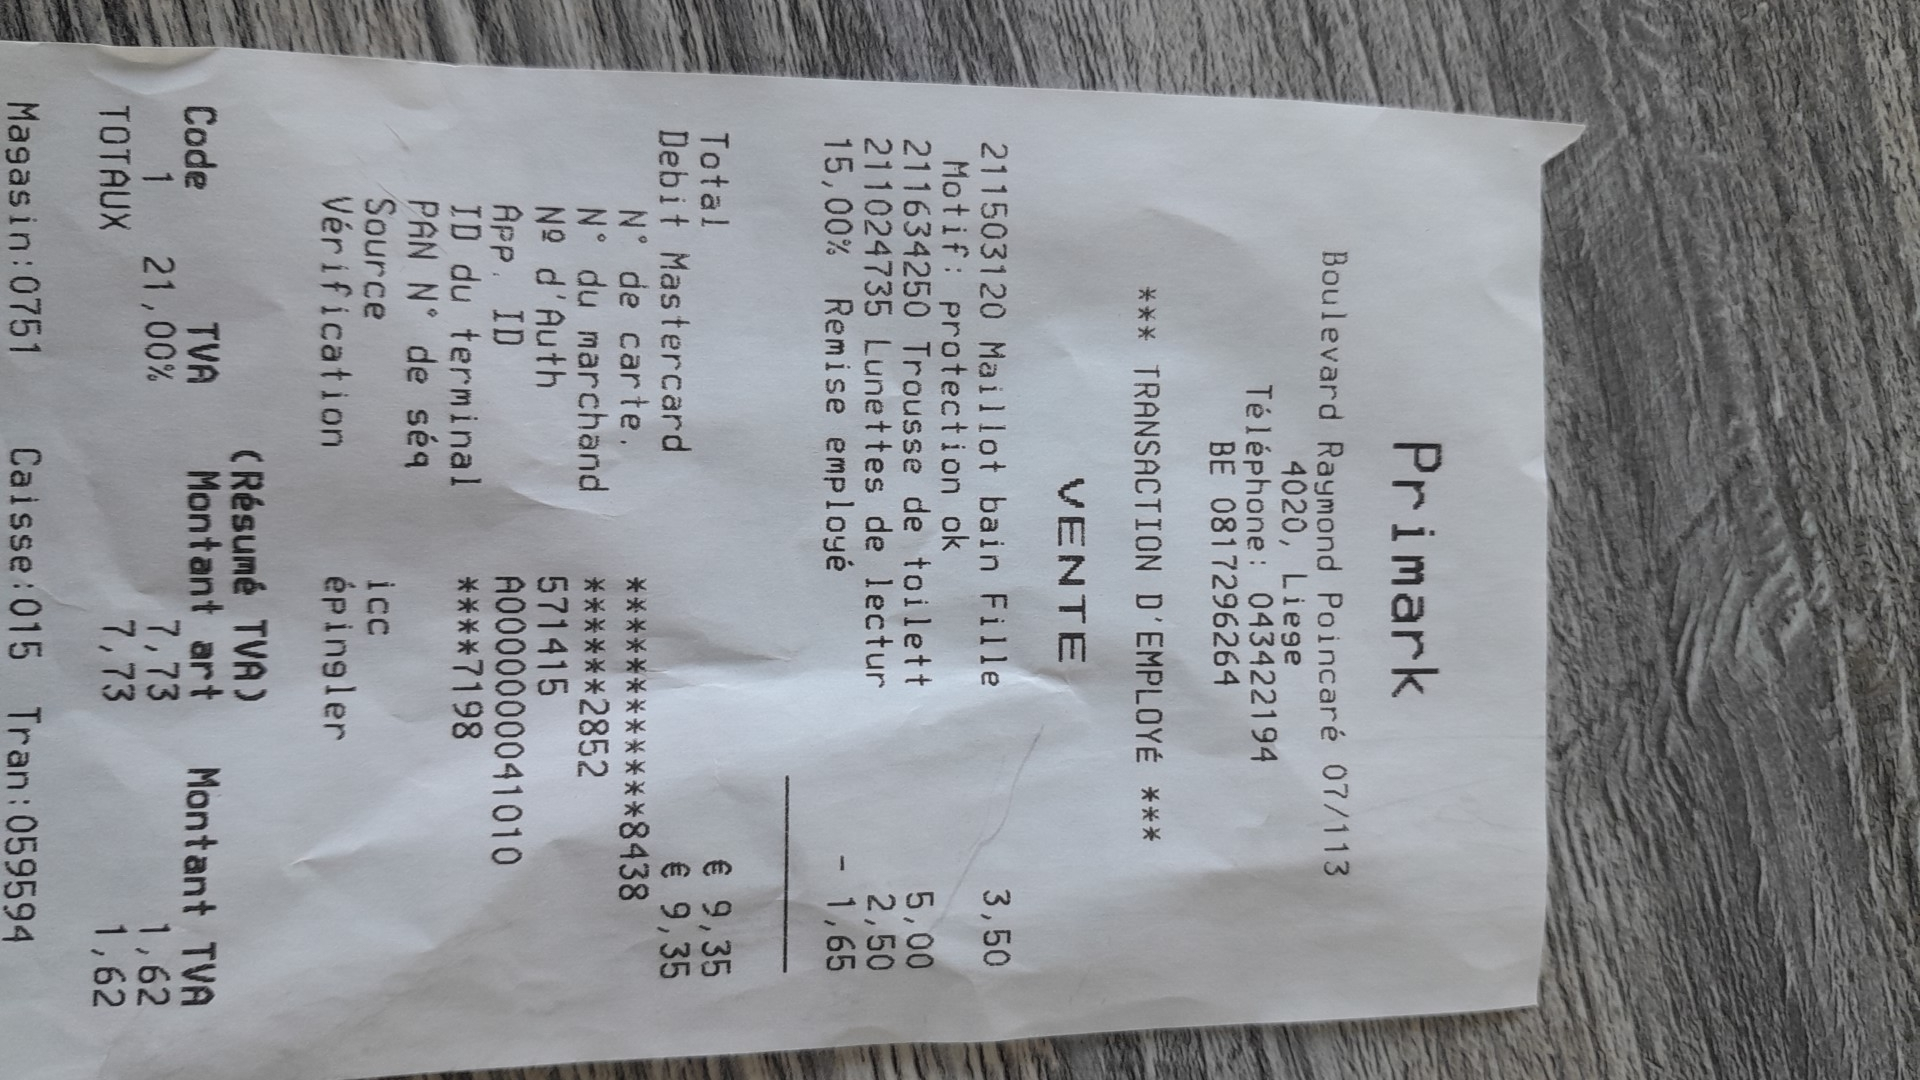 Primark
Boulevard Raymond Poincaré 07/113
4020, Liege
Téléphone: 043422194
BE 0817296264
*** TRANSACTION D'EMPLOYÉ ***
VENTE
211503120 Maillot bain Fille 3,50
Motif: protection ok
211634250 Trousse de toilett 5,00
211024735 Lunettes de lectur 2,50
15,00% Remise employé - 1,65
Total € 9,35
Debit Mastercard € 9,35
N° de carte. ************8438
N° du marchand ******2852
Nº d'Auth 571415
App. ID A0000000041010
ID du terminal ****7198
PAN N° de séq
Source icc
Vérification épingler
(Résumé TVA)
Code TVA Montant art Montant TVA
1 21,00% 7,73 1,62
TOTAUX 7,73 1,62
Magasin:0751 Caisse:015 Tran:059594